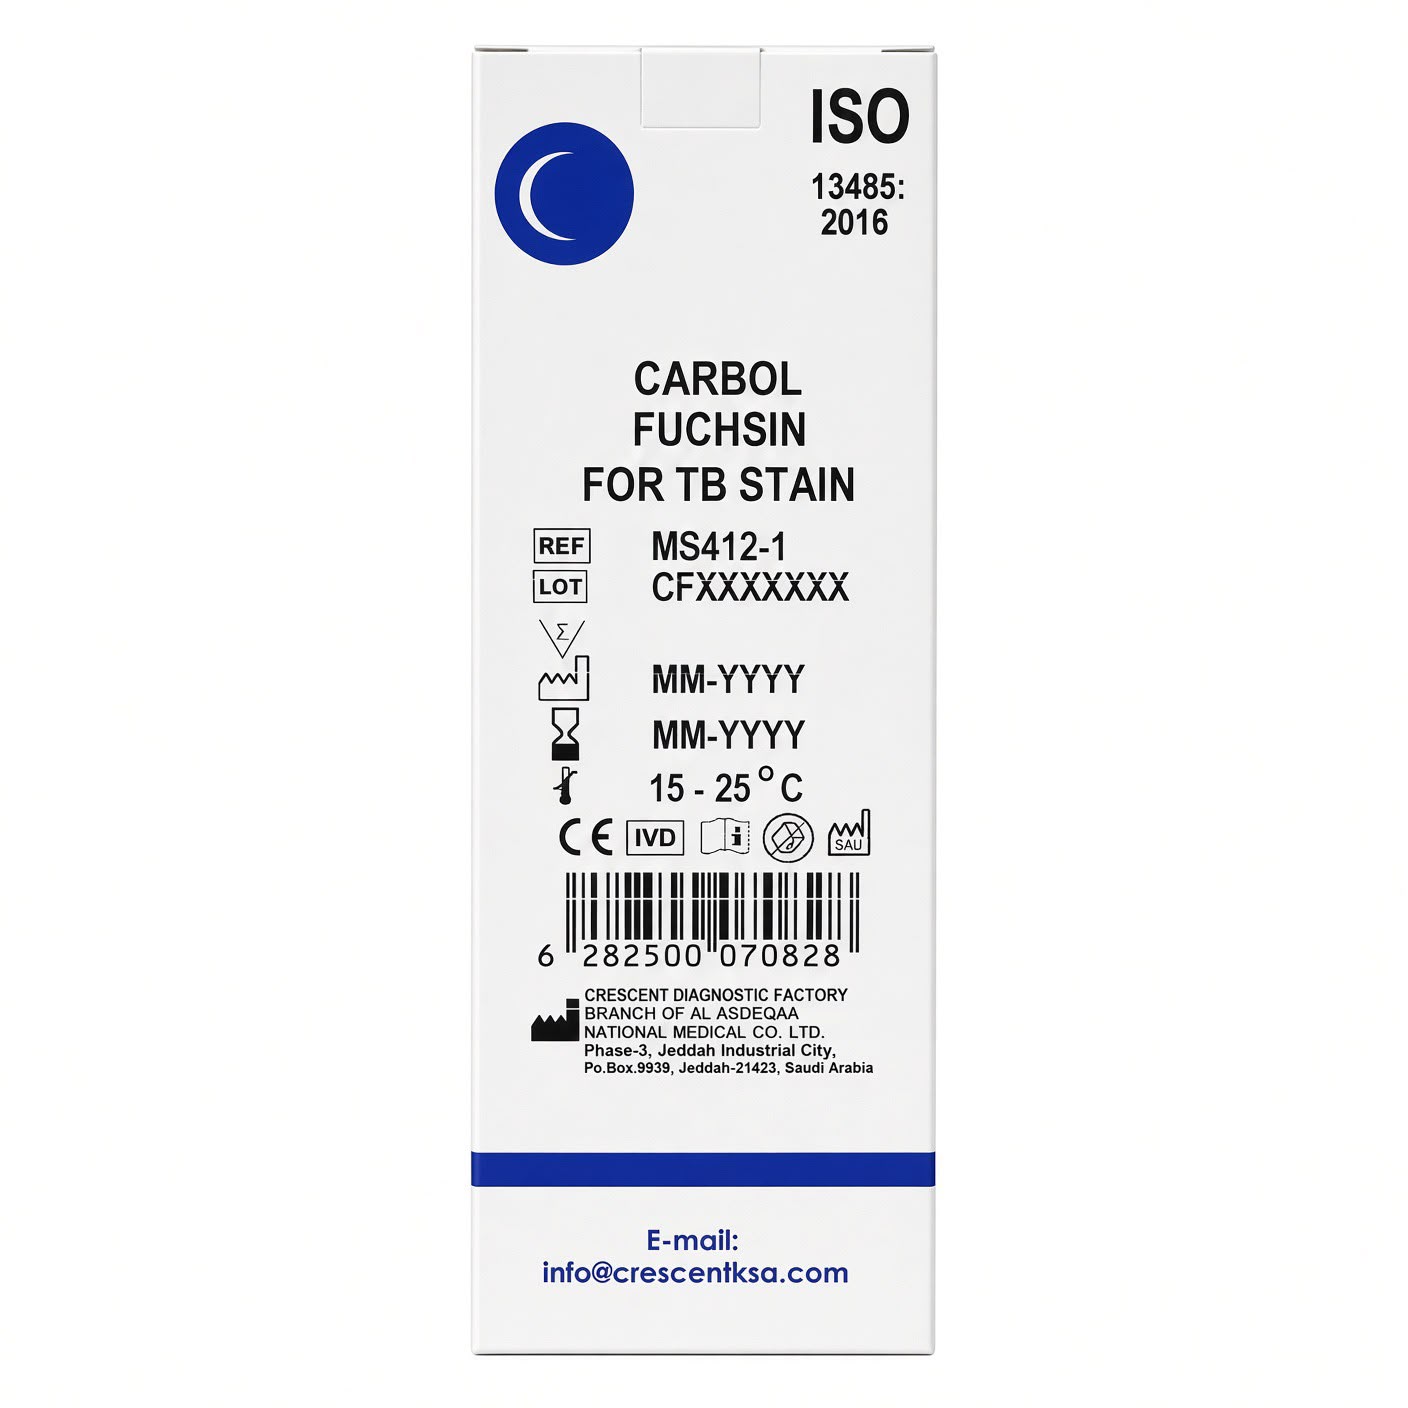 ISO
13485:
2016
CARBOL
FUCHSIN
FOR TB STAIN
REF MS412-1
LOT CFXXXXXXX
Σ
MM-YYYY
MM-YYYY
15 - 25°C
CE IVD i SAU
6 282500 070828
CRESCENT DIAGNOSTIC FACTORY
BRANCH OF AL ASDEQAA
NATIONAL MEDICAL CO. LTD.
Phase-3, Jeddah Industrial City,
Po.Box.9939, Jeddah-21423, Saudi Arabia
E-mail:
info@crescentksa.com